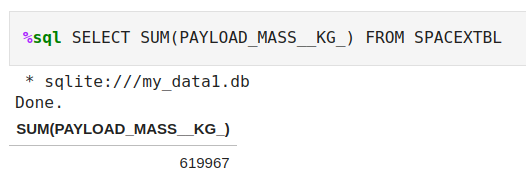 %sql SELECT SUM(PAYLOAD_MASS__KG_) FROM SPACEXTBL
* sqlite:///my_data1.db
Done.
SUM(PAYLOAD_MASS__KG_)
619967